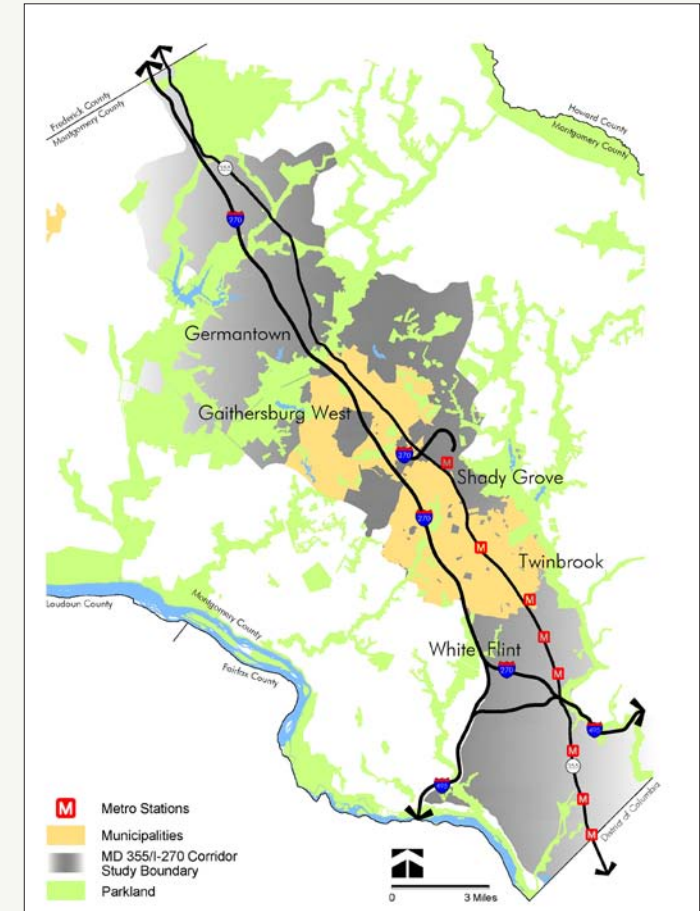 Frederick County
Montgomery County
Howard County
Montgomery County
355
270
Germantown
Gaithersburg West
270
Shady Grove
270
Twinbrook
Loudoun County
Montgomery County
Fairfax County
White Flint
270
495
355
495
District of Columbia
M
M
M
M
M
M
M
M
M Metro Stations
Municipalities
MD 355/I-270 Corridor
Study Boundary
Parkland
0 3 Miles